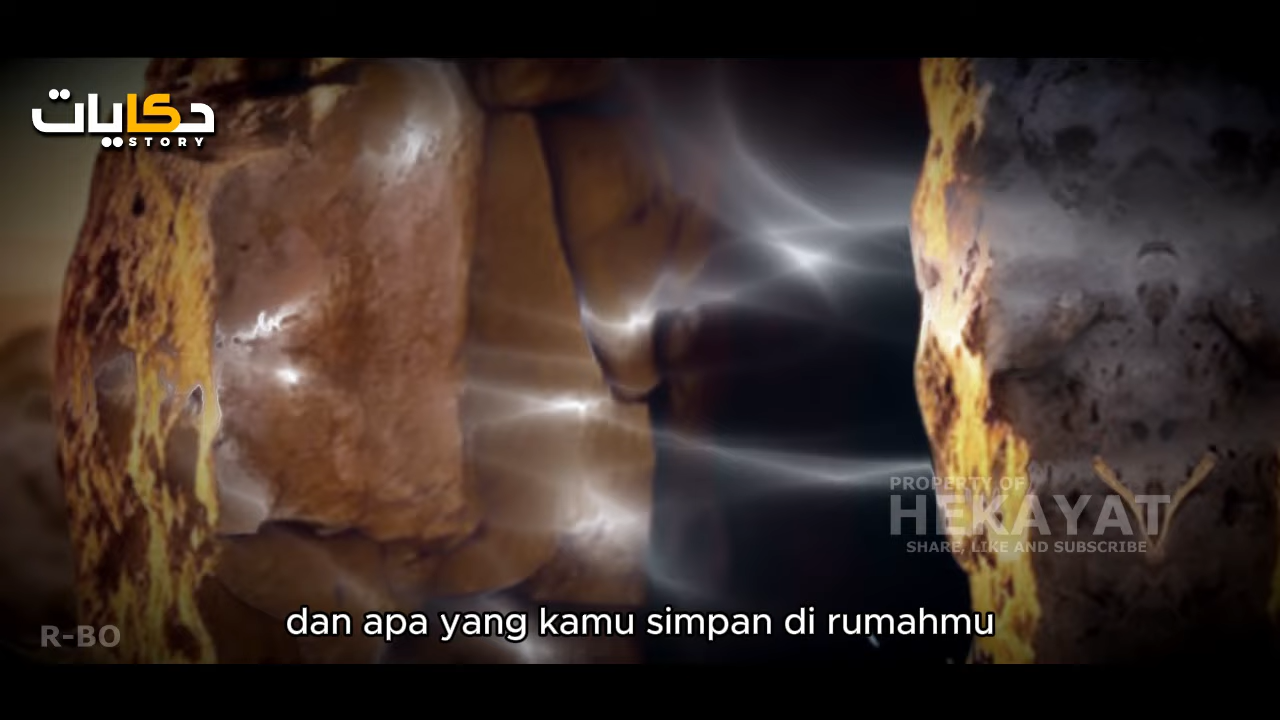 حكايات
STORY
PROPERTY OF
HEKAYAT
SHARE, LIKE AND SUBSCRIBE
dan apa yang kamu simpan di rumahmu
R-BO